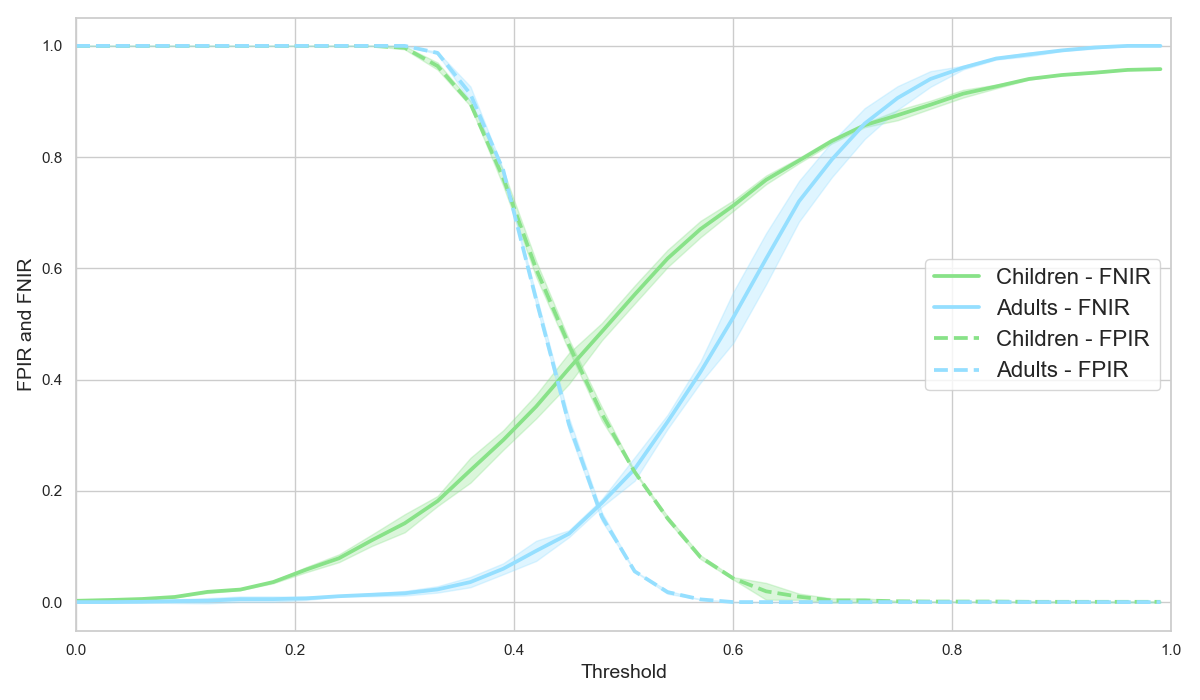 FPIR and FNIR
1.0
0.8
0.6
0.4
0.2
0.0
Children - FNIR
Adults - FNIR
Children - FPIR
Adults - FPIR
0.0 0.2 0.4 0.6 0.8 1.0
Threshold